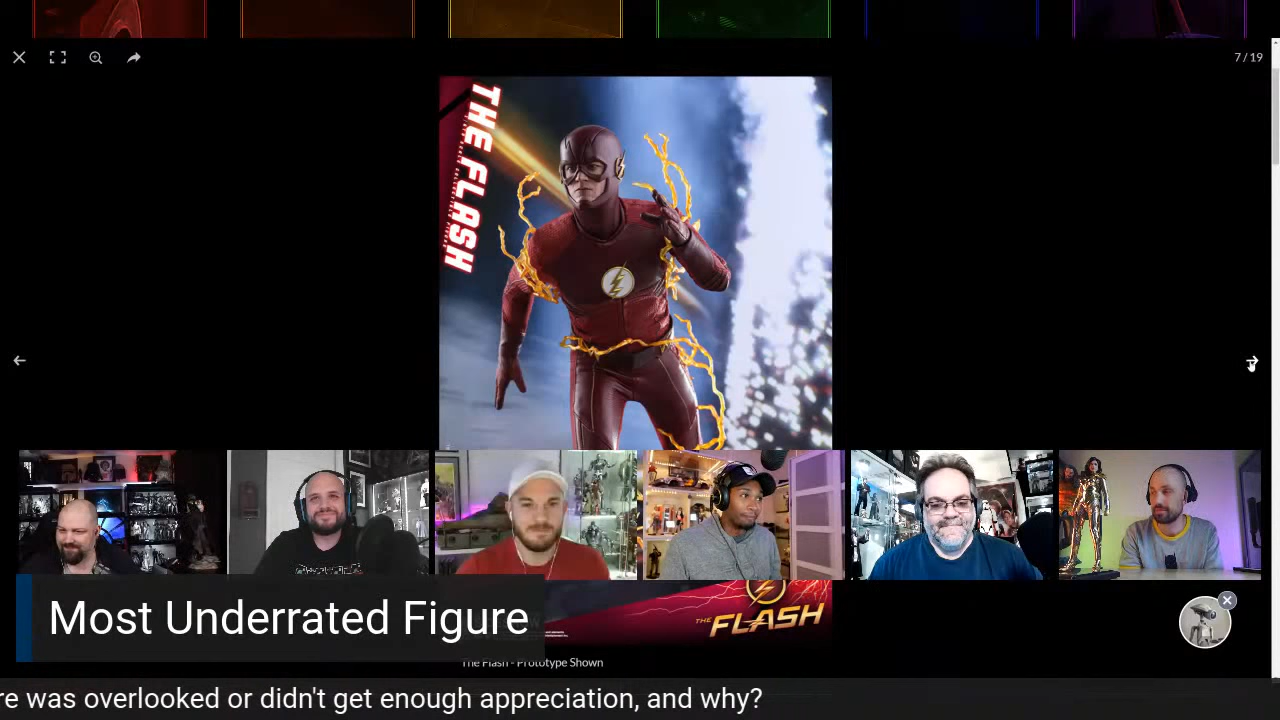 7 / 19
THE FLASH
THE
FLASH
Most Underrated Figure
The Flash - Prototype Shown
re was overlooked or didn't get enough appreciation, and why?